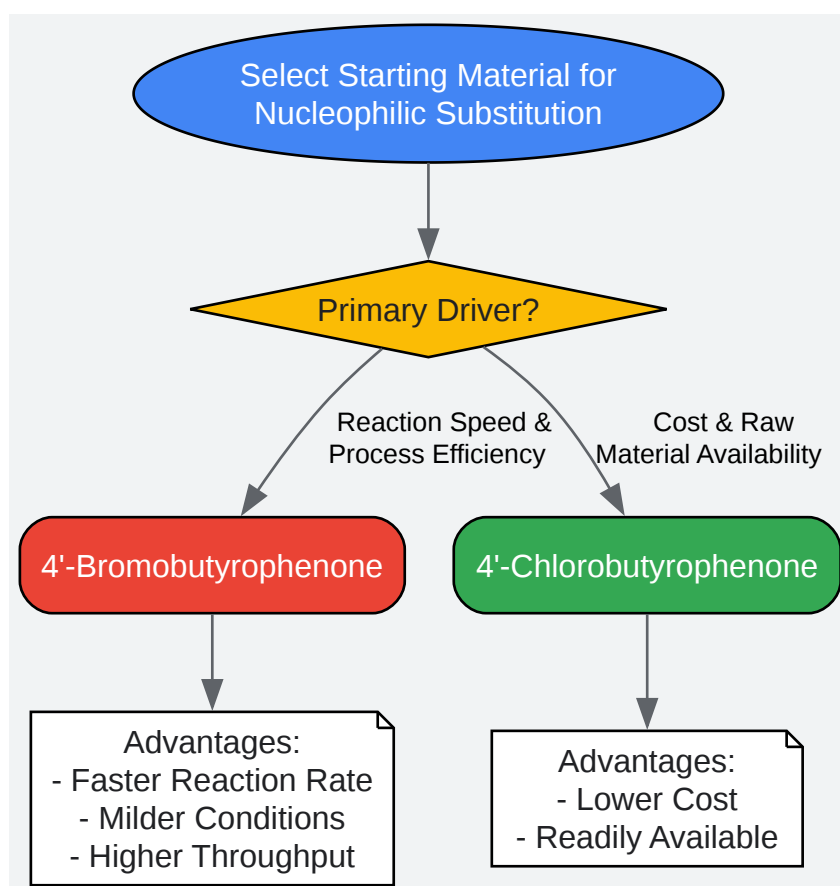 Select Starting Material for
Nucleophilic Substitution
Primary Driver?
Reaction Speed &
Process Efficiency
Cost & Raw
Material Availability
4'-Bromobutyrophenone
4'-Chlorobutyrophenone
Advantages:
- Faster Reaction Rate
- Milder Conditions
- Higher Throughput
Advantages:
- Lower Cost
- Readily Available